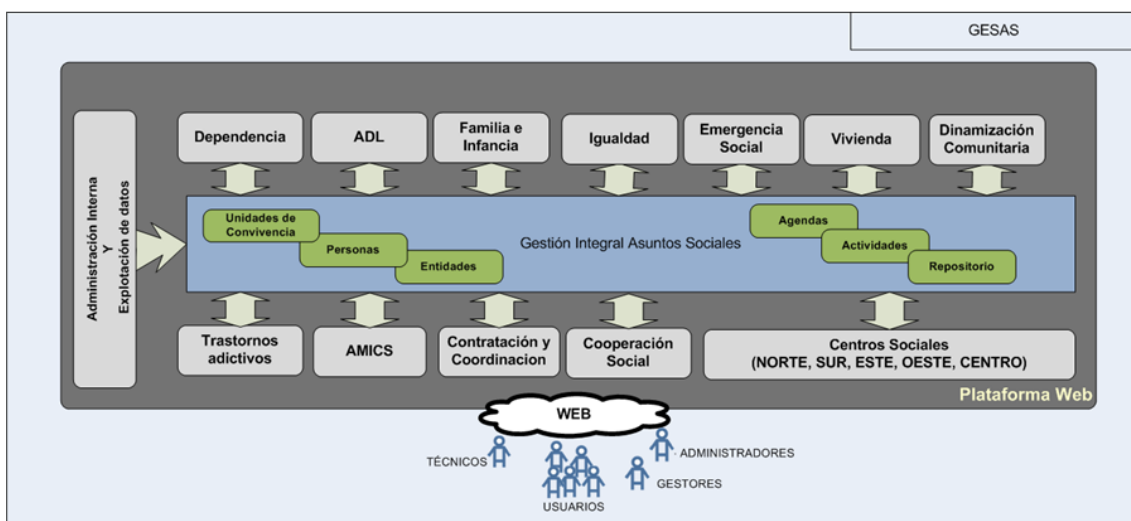 GESAS
Administración Interna
Y
Explotación de datos
Dependencia
ADL
Familia e
Infancia
Igualdad
Emergencia
Social
Vivienda
Dinamización
Comunitaria
Unidades de
Convivencia
Personas
Entidades
Gestión Integral Asuntos Sociales
Agendas
Actividades
Repositorio
Trastornos
adictivos
AMICS
Contratación y
Coordinacion
Cooperación
Social
Centros Sociales
(NORTE, SUR, ESTE, OESTE, CENTRO)
Plataforma Web
WEB
TÉCNICOS
ADMINISTRADORES
GESTORES
USUARIOS